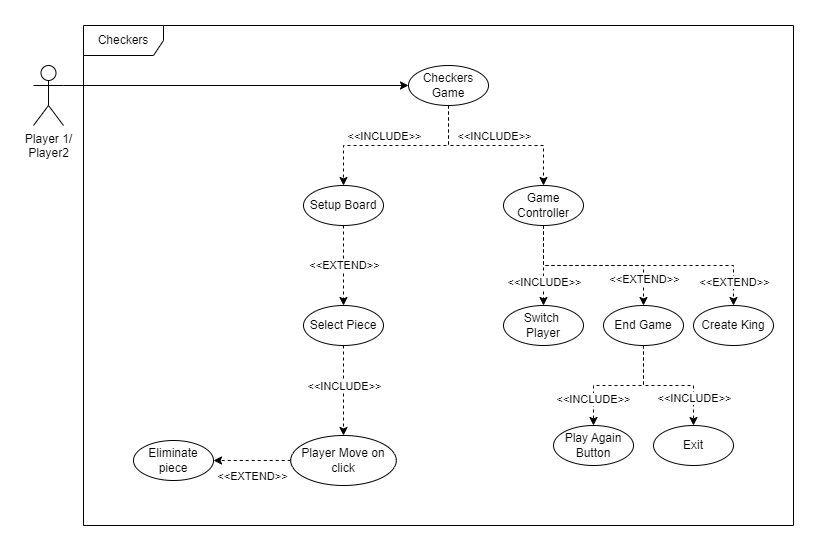 Checkers
Player 1/
Player2
Checkers
Game
<<INCLUDE>>
<<INCLUDE>>
Setup Board
Game
Controller
<<EXTEND>>
<<INCLUDE>>
<<EXTEND>>
<<EXTEND>>
Select Piece
Switch
Player
End Game
Create King
<<INCLUDE>>
<<INCLUDE>>
<<INCLUDE>>
Eliminate
piece
<<EXTEND>>
Player Move on
click
Play Again
Button
Exit